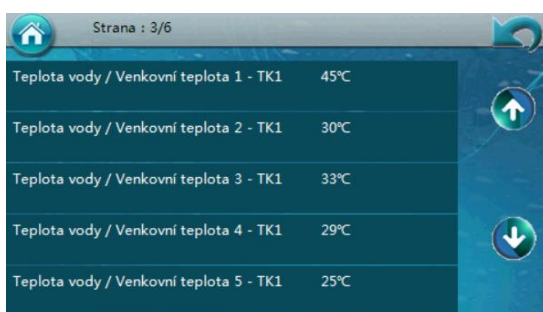 Strana : 3/6
Teplota vody / Venkovní teplota 1 - TK1 45℃
Teplota vody / Venkovní teplota 2 - TK1 30℃
Teplota vody / Venkovní teplota 3 - TK1 33℃
Teplota vody / Venkovní teplota 4 - TK1 29℃
Teplota vody / Venkovní teplota 5 - TK1 25℃